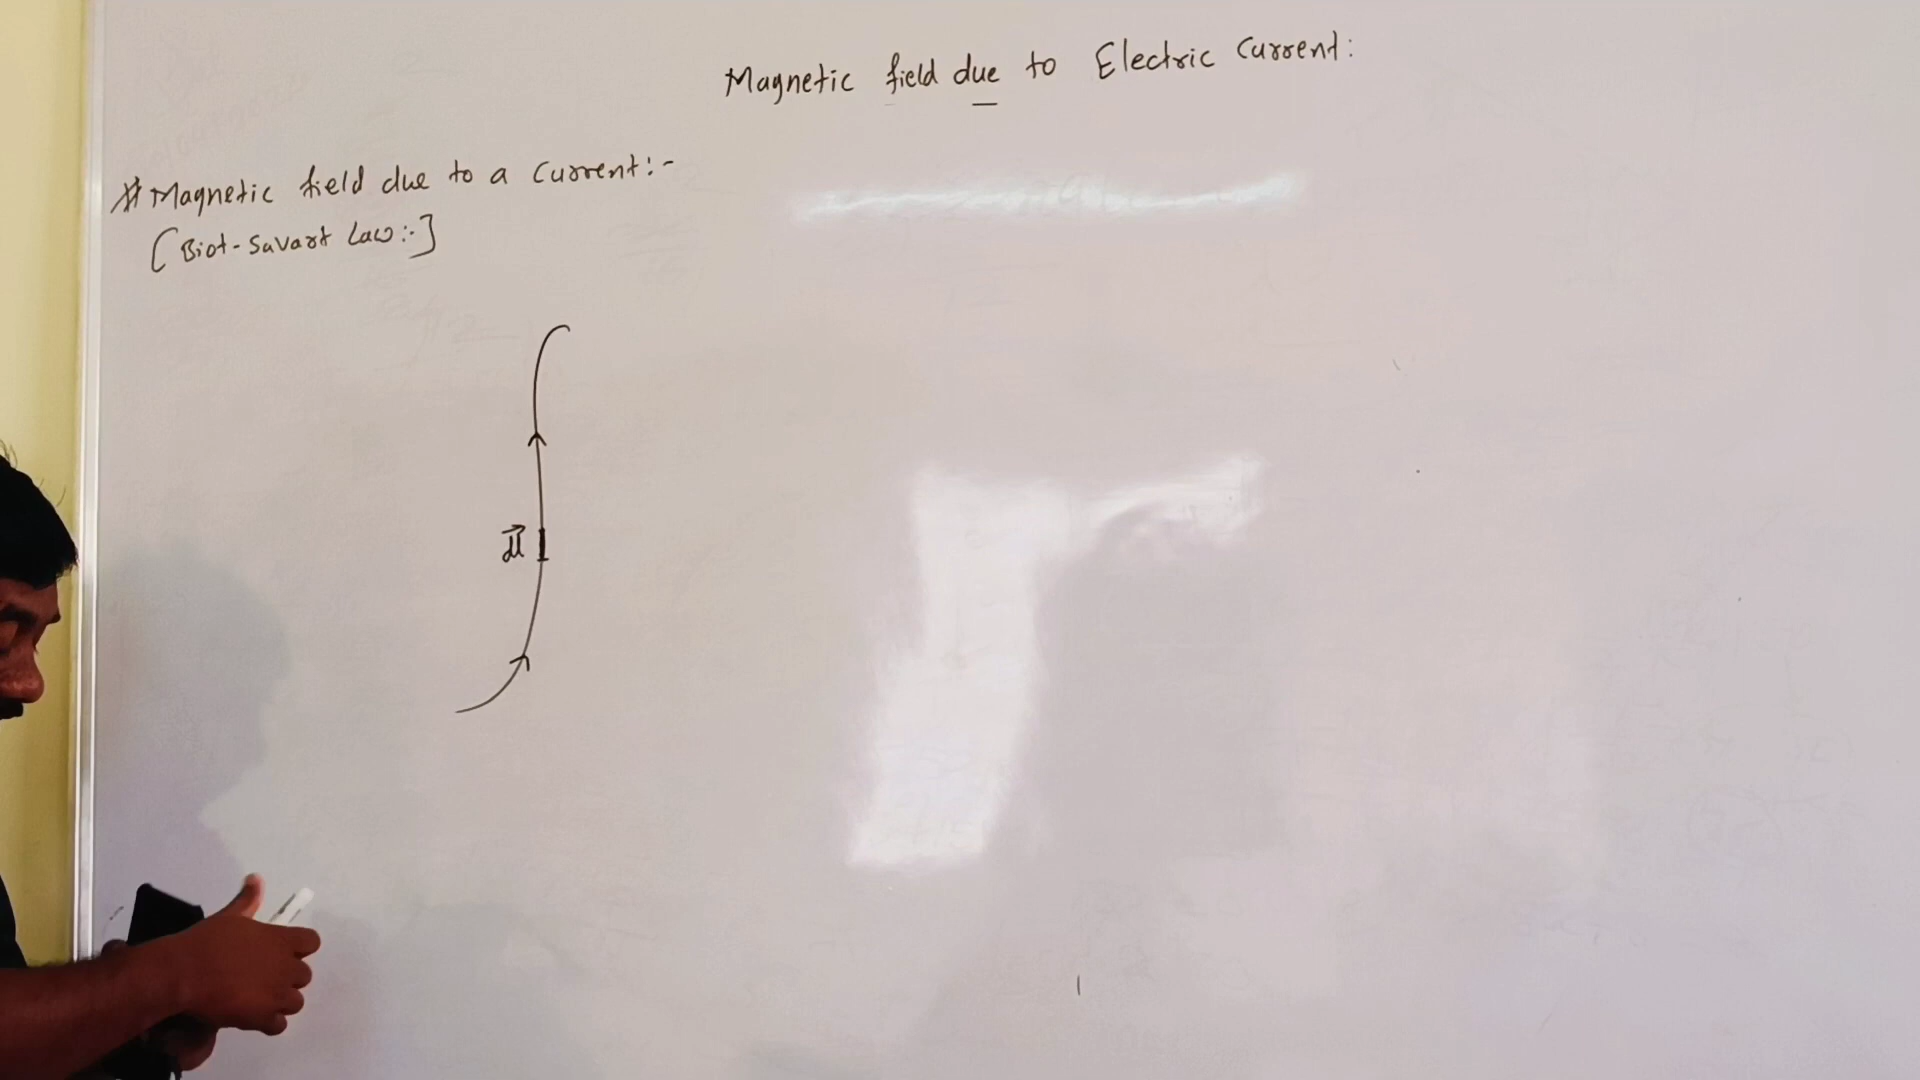 Magnetic field due to Electric Current:
# Magnetic field due to a Current:-
[Biot-Savart Law:-]
dl